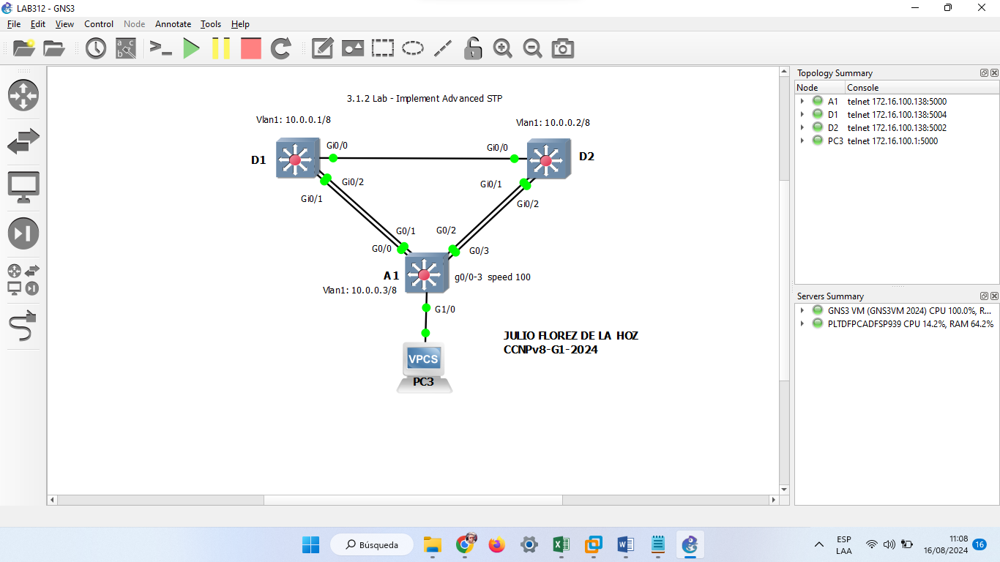 LAB312 - GNS3
File Edit View Control Node Annotate Tools Help
3.1.2 Lab - Implement Advanced STP
Vlan1: 10.0.0.1/8
Vlan1: 10.0.0.2/8
D1
Gi0/0
Gi0/0
D2
Gi0/2
Gi0/1
Gi0/1
Gi0/2
G0/1
G0/2
G0/0
G0/3
A1
g0/0-3 speed 100
Vlan1: 10.0.0.3/8
G1/0
JULIO FLOREZ DE LA HOZ
CCNPv8-G1-2024
VPCS
PC3
Topology Summary
Node Console
A1 telnet 172.16.100.138:5000
D1 telnet 172.16.100.138:5004
D2 telnet 172.16.100.138:5002
PC3 telnet 172.16.100.1:5000
Servers Summary
GNS3 VM (GNS3VM 2024) CPU 100.0%, R...
PLTDFPCADFSP939 CPU 14.2%, RAM 64.2%
Búsqueda
ESP
LAA
11:08
16/08/2024
16